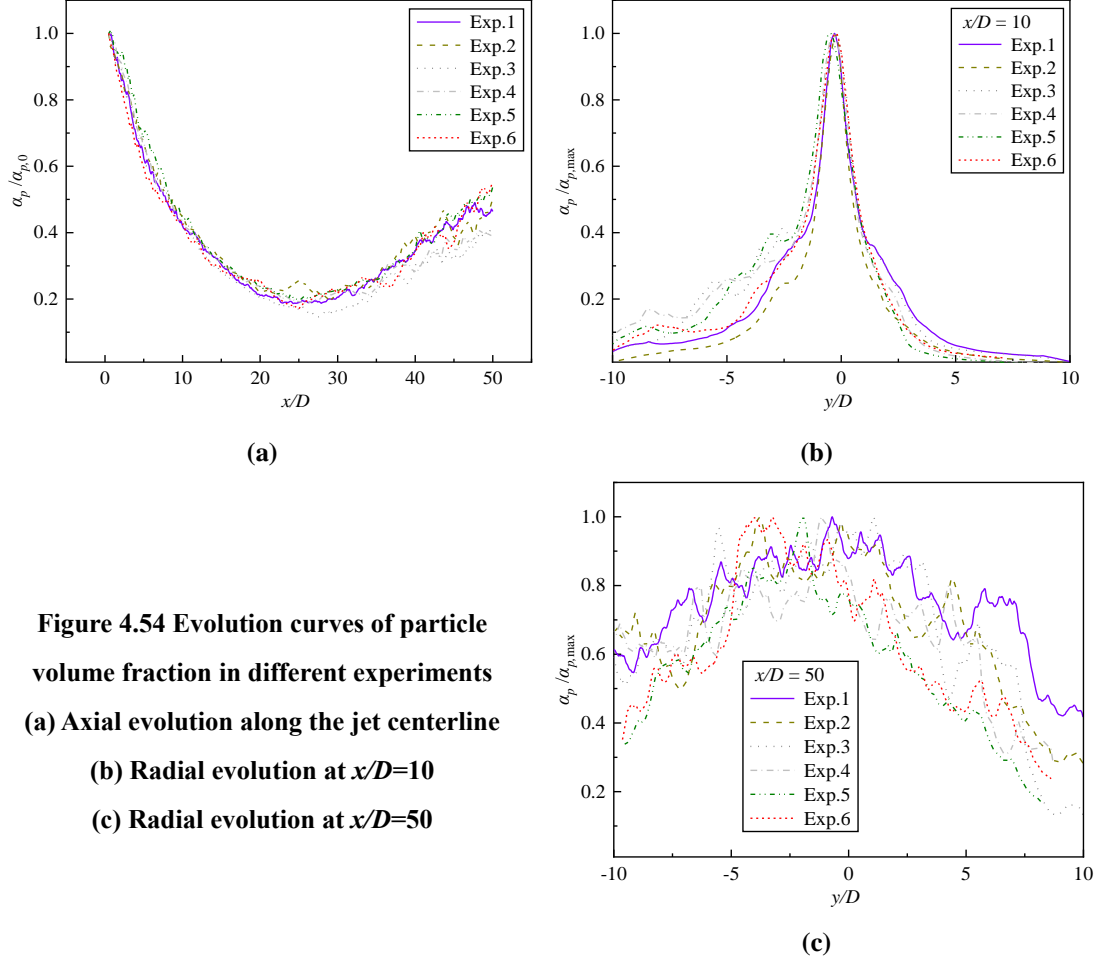 1.0
0.8
0.6
0.4
0.2
αp /αp,0
0 10 20 30 40 50
x/D
Exp.1
Exp.2
Exp.3
Exp.4
Exp.5
Exp.6
(a)
1.0
0.8
0.6
0.4
0.2
αp /αp,max
-10 -5 0 5 10
y/D
x/D = 10
Exp.1
Exp.2
Exp.3
Exp.4
Exp.5
Exp.6
(b)
Figure 4.54 Evolution curves of particle
volume fraction in different experiments
(a) Axial evolution along the jet centerline
(b) Radial evolution at x/D=10
(c) Radial evolution at x/D=50
1.0
0.8
0.6
0.4
0.2
αp /αp,max
-10 -5 0 5 10
y/D
x/D = 50
Exp.1
Exp.2
Exp.3
Exp.4
Exp.5
Exp.6
(c)